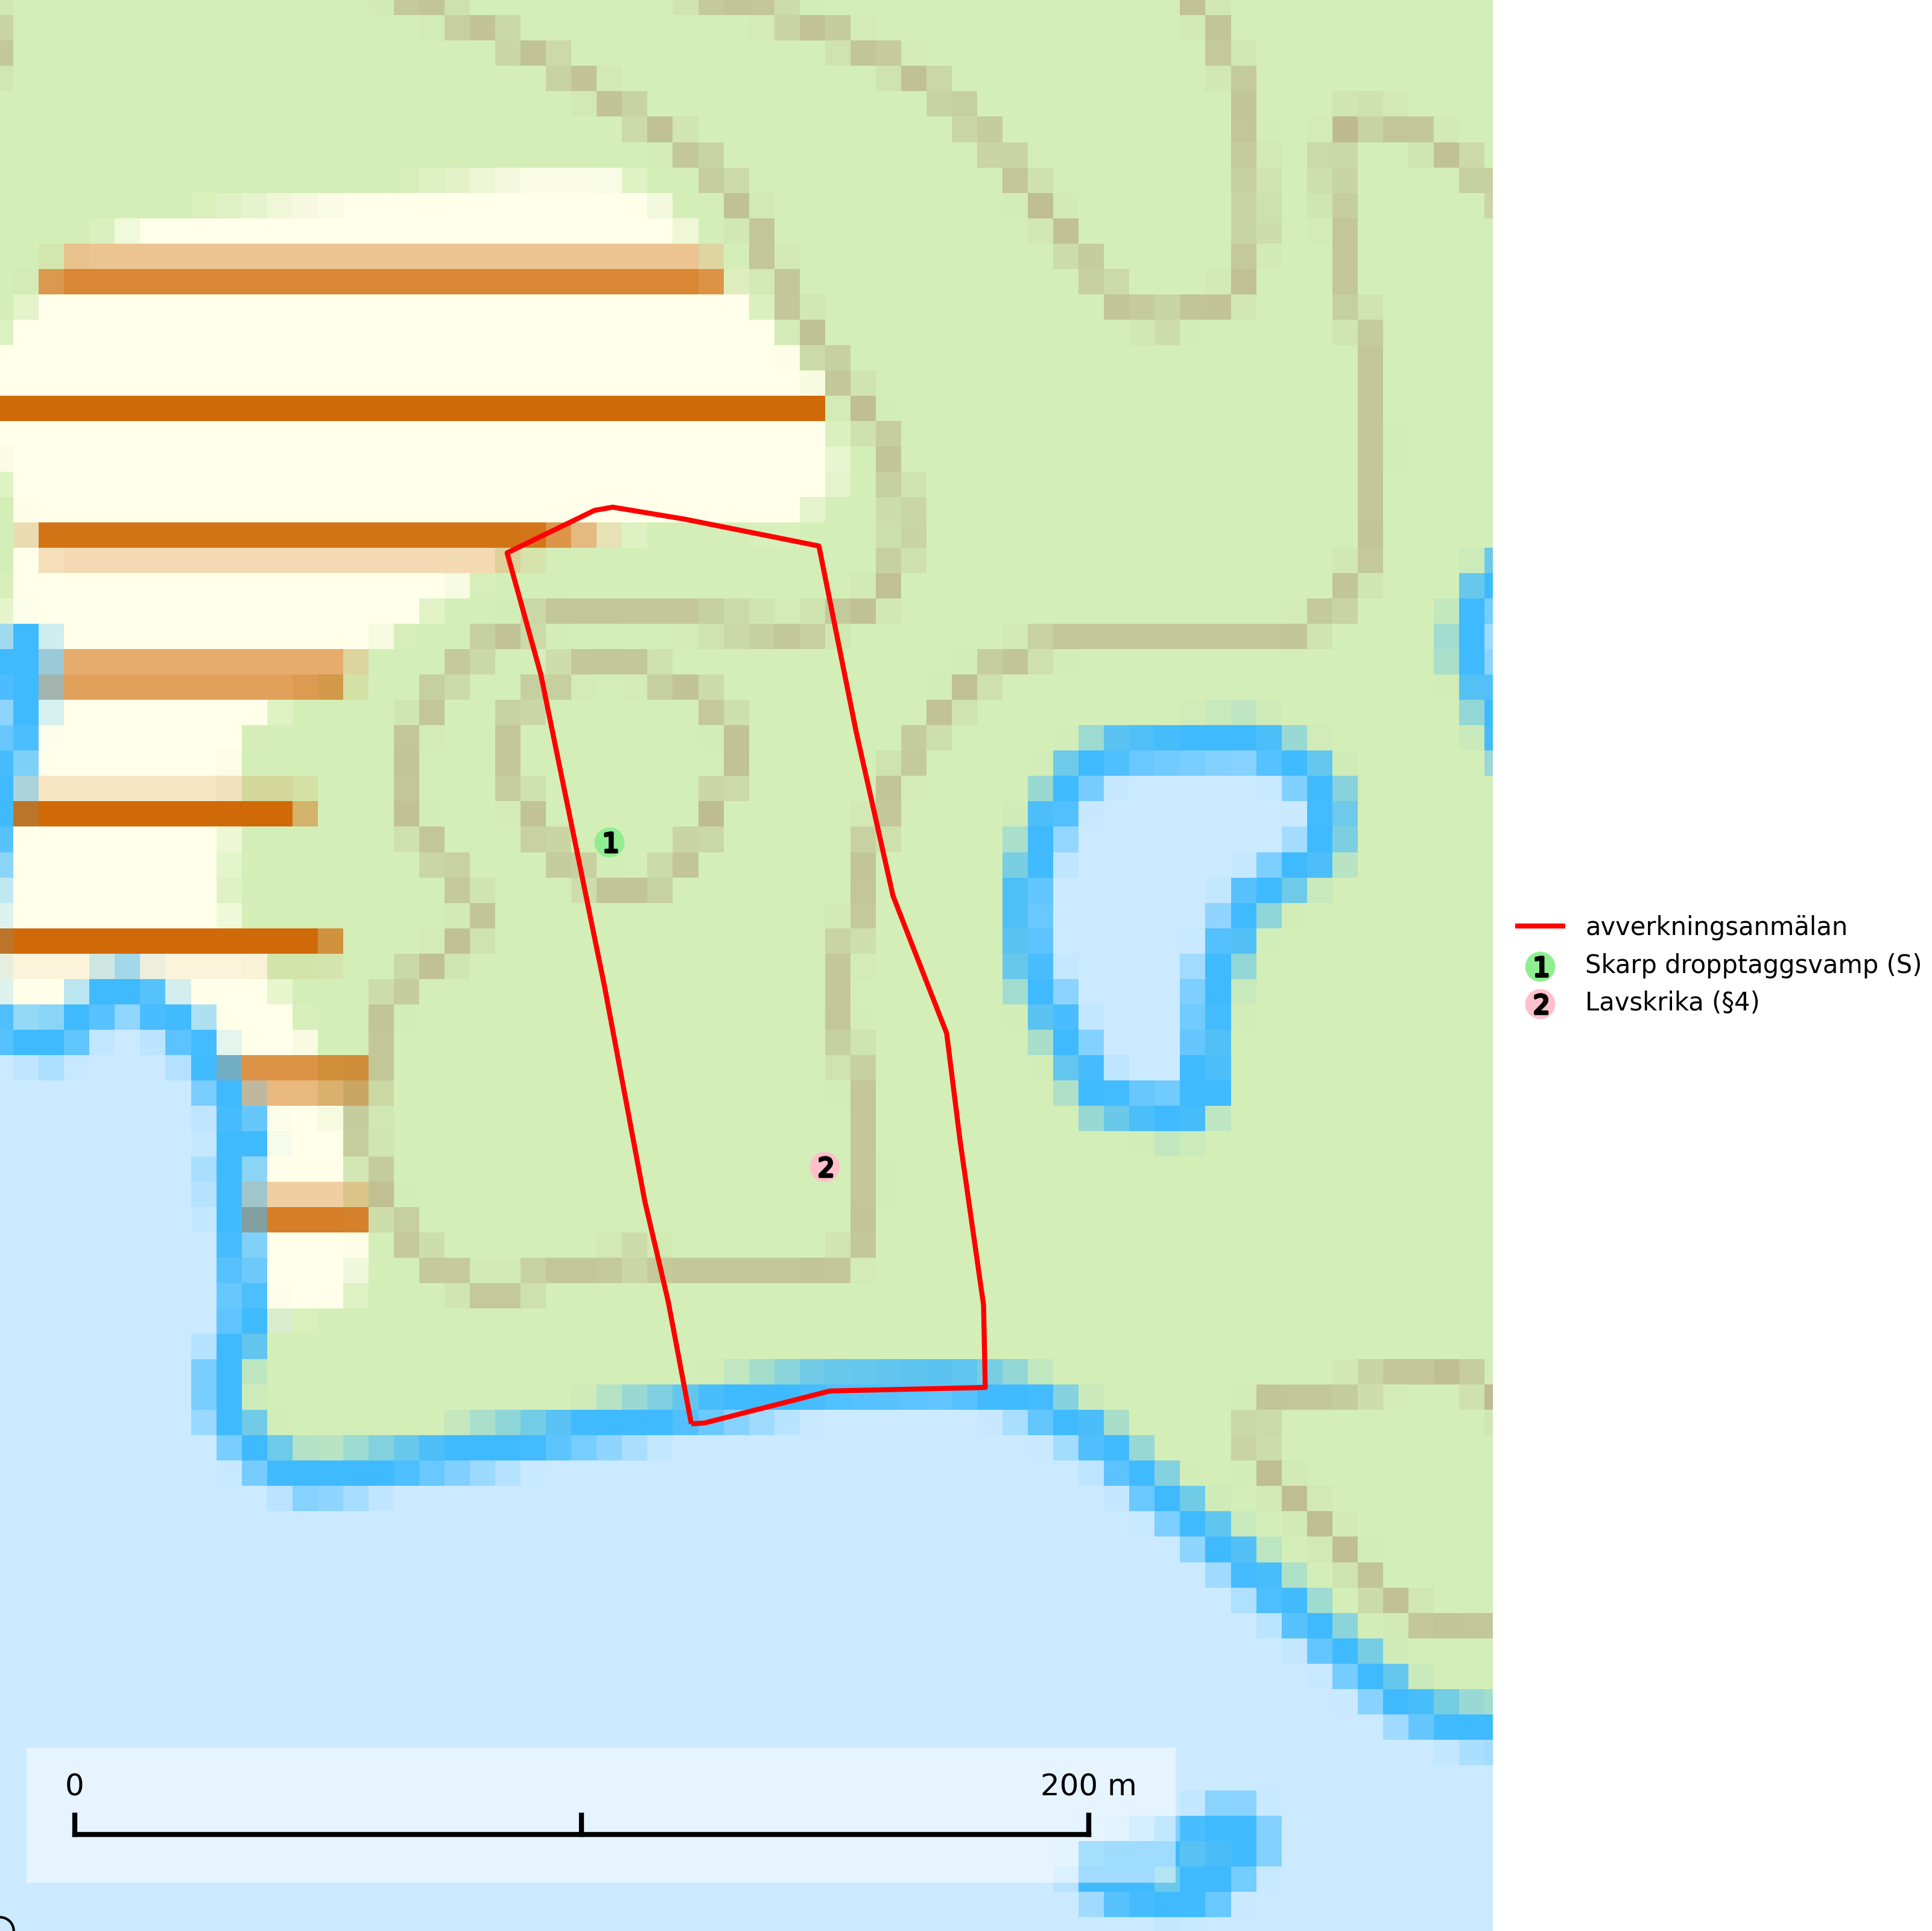 1
2
avverkningsanmälan
1 Skarp dropptaggsvamp (S)
2 Lavskrika (§4)
0 200 m